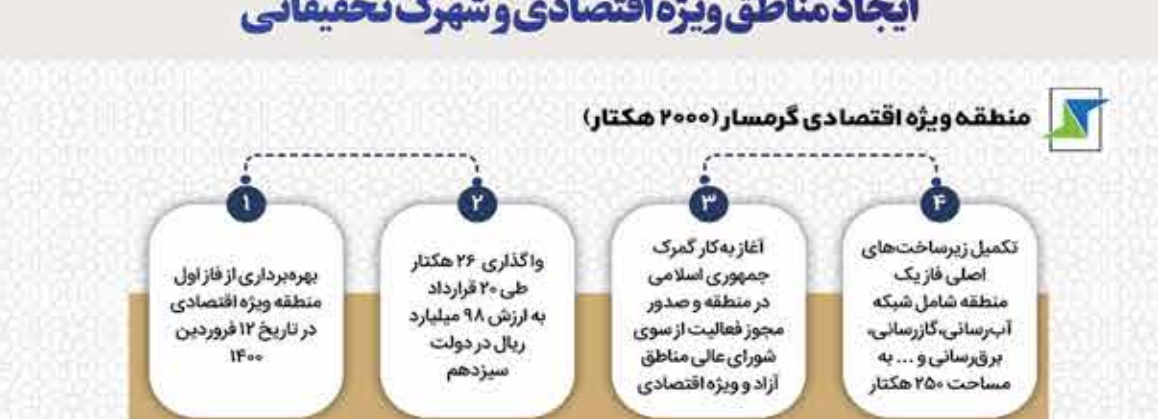 ایجاد مناطق ویژه اقتصادی و شهرک تحقیقاتی
منطقه ویژه اقتصادی گرمسار (۲۰۰۰ هکتار)
۱
بهره‌برداری از فاز اول
منطقه ویژه اقتصادی
در تاریخ ۱۲ فروردین
۱۴۰۰
۲
واگذاری ۲۶ هکتار
طی ۲۰ قرارداد
به ارزش ۹۸ میلیارد
ریال در دولت
سیزدهم
۳
آغاز به‌کار گمرک
جمهوری اسلامی
در منطقه و صدور
مجوز فعالیت از سوی
شورای عالی مناطق
آزاد و ویژه اقتصادی
۴
تکمیل زیرساخت‌های
اصلی فاز یک
منطقه شامل شبکه
آب‌رسانی،گازرسانی،
برق‌رسانی و ... به
مساحت ۲۵۰ هکتار